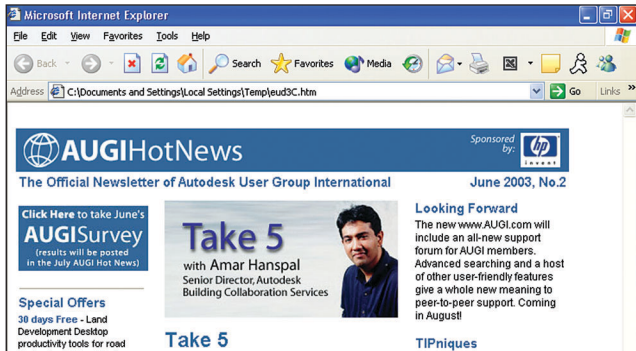 Microsoft Internet Explorer
File Edit View Favorites Tools Help
Back Search Favorites Media
Address C:\Documents and Settings\Local Settings\Temp\eud3C.htm Go Links »
AUGIHotNews
Sponsored
by:
hp
invent
The Official Newsletter of Autodesk User Group International
June 2003, No.2
Click Here to take June's
AUGISurvey
(results will be posted
in the July AUGI Hot News)
Special Offers
30 days Free - Land
Development Desktop
productivity tools for road
Take 5
with Amar Hanspal
Senior Director, Autodesk
Building Collaboration Services
Take 5
Looking Forward
The new www.AUGI.com will
include an all-new support
forum for AUGI members.
Advanced searching and a host
of other user-friendly features
give a whole new meaning to
peer-to-peer support. Coming
in August!
TIPniques